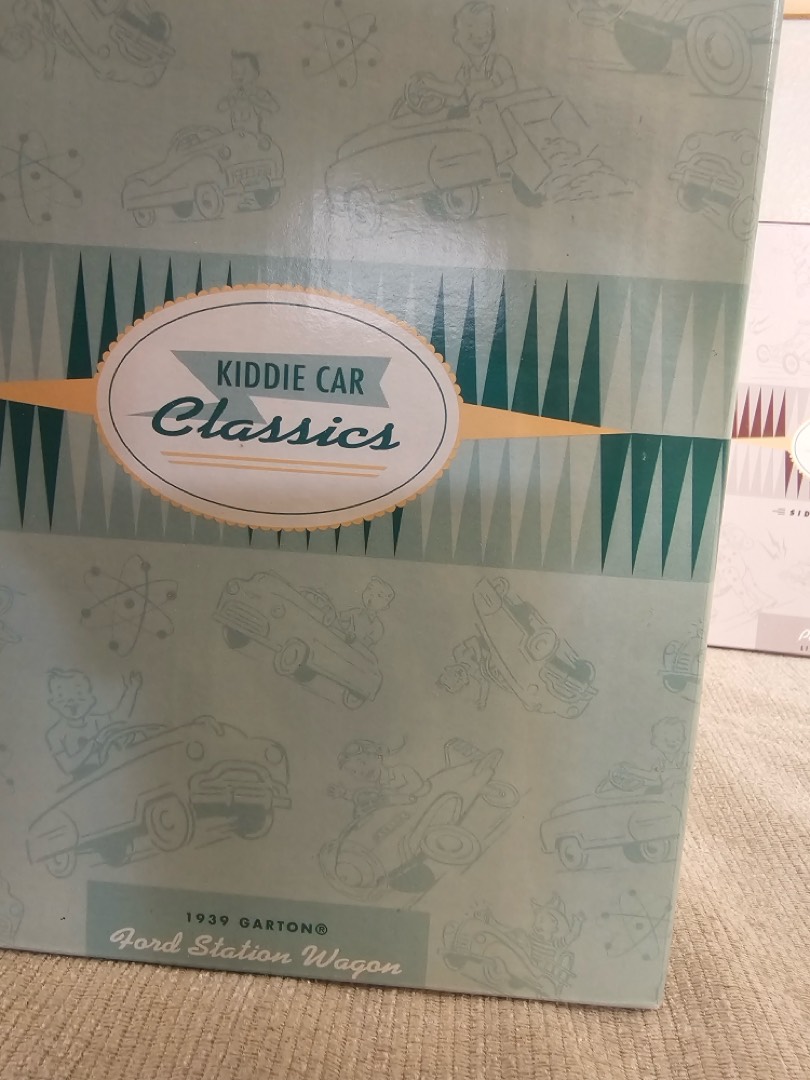 KIDDIE CAR
Classics
1939 GARTON®
Ford Station Wagon